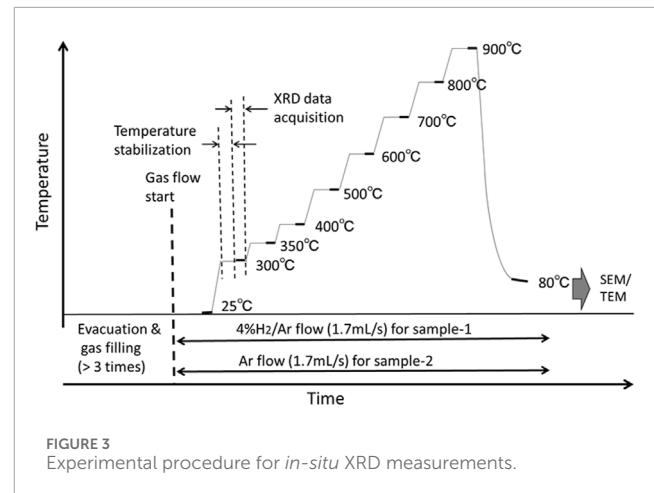 900°C
800°C
XRD data
acquisition
700°C
Temperature
stabilization
600°C
Gas flow
start
500°C
400°C
350°C
300°C
Temperature
25°C
80°C
SEM/
TEM
Evacuation &
gas filling
(> 3 times)
4%H2/Ar flow (1.7mL/s) for sample-1
Ar flow (1.7mL/s) for sample-2
Time
FIGURE 3
Experimental procedure for in-situ XRD measurements.